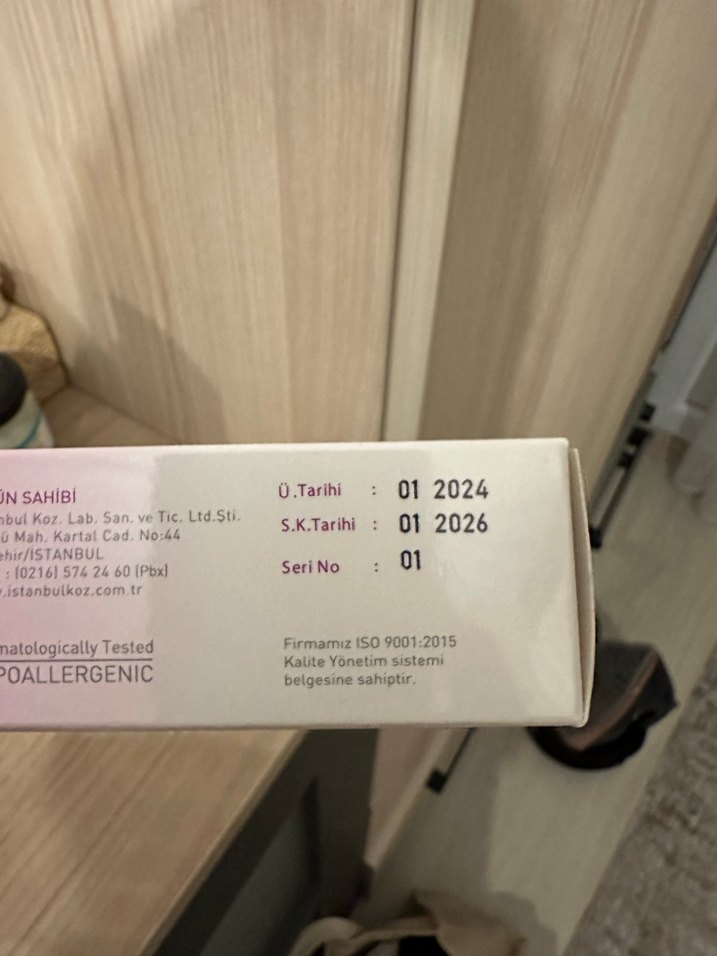 ÜN SAHİBİ
nbul Koz. Lab. San. ve Tic. Ltd.Şti.
ü Mah. Kartal Cad. No:44
ehir/İSTANBUL
: (0216) 574 24 60 (Pbx)
.istanbulkoz.com.tr
matologically Tested
POALLERGENIC
Ü.Tarihi : 01 2024
S.K.Tarihi : 01 2026
Seri No : 01
Firmamız ISO 9001:2015
Kalite Yönetim sistemi
belgesine sahiptir.